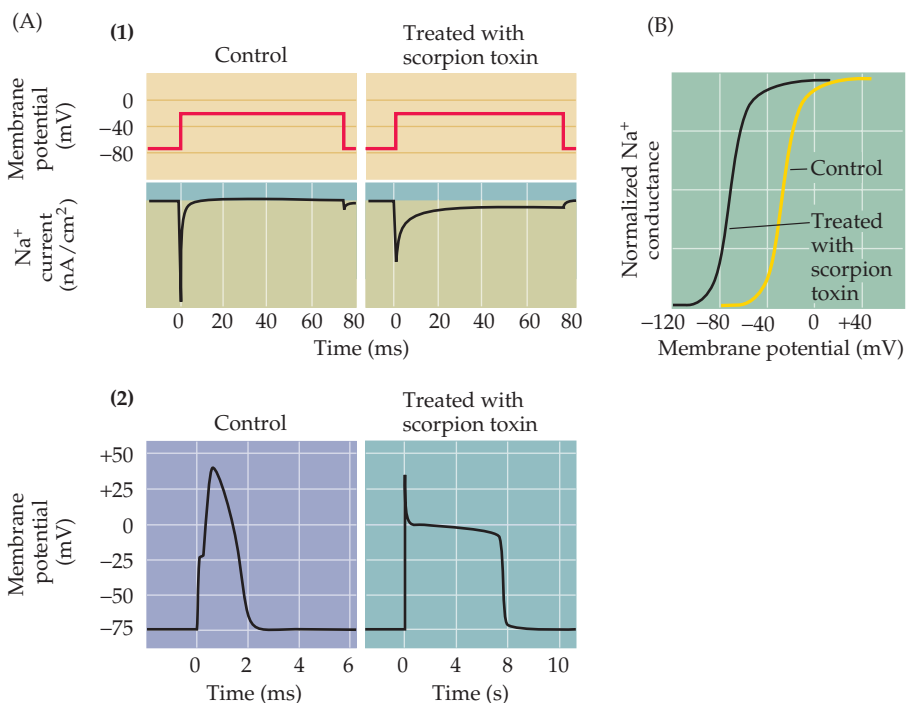 (A)
(1)
Control
Treated with
scorpion toxin
Membrane
potential
(mV)
0
−40
−80
Na+
current
(nA/cm2)
0 20 40 60 80
0 20 40 60 80
Time (ms)
(2)
Control
Treated with
scorpion toxin
Membrane
potential
(mV)
+50
+25
0
−25
−50
−75
0 2 4 6
0 4 8 10
Time (ms)
Time (s)
(B)
Normalized Na+
conductance
Control
Treated
with
scorpion
toxin
−120 −80 −40 0 +40
Membrane potential (mV)